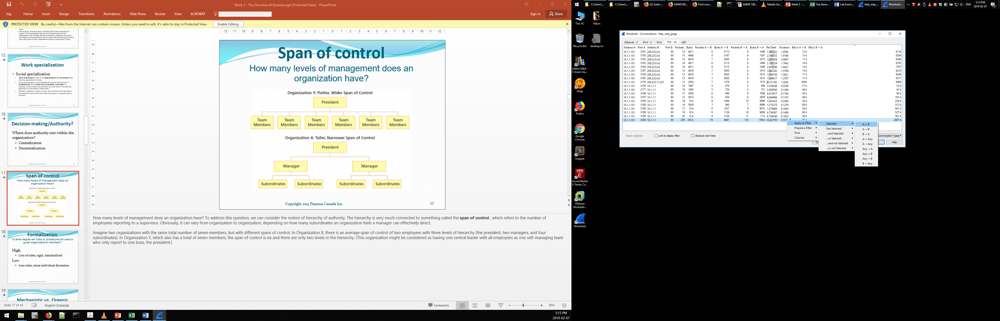 Week 3 - The Structure of Business.ppt [Protected View] - PowerPoint
File Home Insert Design Transitions Animations Slide Show Review View ACROBAT
Sign in Share
PROTECTED VIEW Be careful—files from the Internet can contain viruses. Unless you need to edit, it's safer to stay in Protected View. Enable Editing
15
Work specialization
Social specialization
16
Decision-making/Authority?
Where does authority rest within the
organization?
Centralization
Decentralization
17
Span of control
How many levels of management does an
organization have?
18
Formalization
To what degree will rules or procedures be used to
guide organizational members?
High
Lots of rules; rigid, standardized
Low
Less rules; more individual discretion
19
Mechanistic vs. Organic
Span of control
How many levels of management does an
organization have?
Organization Y: Flatter, Wider Span of Control
President
Team Members Team Members Team Members Team Members Team Members Team Members
Organization X: Taller, Narrower Span of Control
President
Manager Manager
Subordinates Subordinates Subordinates Subordinates
Copyright 2015 Pearson Canada Inc. 17
How many levels of management does an organization have? To address this question, we can consider the notion of hierarchy of authority. The hierarchy is very much connected to something called the span of control , which refers to the number of
employees reporting to a supervisor. Obviously, it can vary from organization to organization, depending on how many subordinates an organization feels a manager can effectively direct.
Imagine two organizations with the same total number of seven members, but with different spans of control. In Organization X, there is an average span of control of two employees with three levels of hierarchy (the president, two managers, and four
subordinates). In Organization Y, which also has a total of seven members, the span of control is six and there are only two levels in the hierarchy. (This organization might be considered as having one central leader with all employees as one self-managing team
who only report to one boss, the president.)
Slide 17 of 43 English (Canada) Comments 85%
5:13 PM
2019-02-07
C:\Users\... C:\Users\... (2) Justin ... ADMS100... Find coor... ADMS 100... Natalie Gu... Week 3 - ... Trip itiner... Lab Exerci... http_witp_... Wireshark ... ENG 5:13 PM
2019-02-07
This PC
Nikon
Recycle Bin
desktop.ini
calibre 64bit -
E-book ma...
Ekiga
Firefox
Google
Chrome
Scapple
Sound Blaster
E-Series Co...
VMware
Workstati...
Wireshark
Wireshark · Conversations · http_witp_jpegs
Ethernet · 2 IPv4 · 3 IPv6 TCP · 19 UDP
Address A Port A Address B Port B Packets Bytes Packets A → B Bytes A → B Packets B → A Bytes B → A Rel Start Duration Bits/s A → B Bits/s B → A
10.1.1.101 3191 209.225.0.6 80 14 4611 8 3113 6 1498 1.997232 1.9582 12 k 6119
10.1.1.101 3193 209.225.0.6 80 15 4668 9 3167 6 1501 2.580113 1.9169 13 k 6264
10.1.1.101 3185 209.225.0.6 80 13 4618 7 3003 6 1615 1.225929 2.0487 11 k 6306
10.1.1.101 3192 209.225.0.6 80 14 4611 8 3113 6 1498 2.192724 1.7642 14 k 6792
10.1.1.101 3194 209.225.0.6 80 14 4611 8 3113 6 1498 2.805138 1.6421 15 k 7297
10.1.1.101 3187 209.225.0.6 80 13 4618 7 3003 6 1615 1.262302 1.5708 15 k 8225
10.1.1.101 3184 209.225.0.6 80 13 4618 7 3003 6 1615 1.199758 1.3821 17 k 9348
10.1.1.101 3183 209.225.0.6 80 13 4618 7 3003 6 1615 1.199417 1.3787 17 k 9371
10.1.1.101 3179 209.225.11.237 80 13 2954 7 1379 6 1575 0.121783 1.3282 8305 9486
10.1.1.101 3195 10.1.1.1 80 10 1867 5 879 5 988 3.254168 0.2200 31 k 35 k
10.1.1.101 3177 10.1.1.1 80 10 1485 5 754 5 731 0.000000 0.1368 44 k 42 k
10.1.1.101 3196 10.1.1.1 80 12 2836 6 946 6 1890 4.913917 0.1744 43 k 86 k
10.1.1.101 3197 10.1.1.1 80 12 3813 6 954 6 2859 6.646468 0.1187 64 k 192 k
10.1.1.101 3190 10.1.1.1 80 19 10 k 9 1094 10 9890 1.381423 0.3300 26 k 239 k
10.1.1.101 3188 10.1.1.1 80 14 5959 7 960 7 4999 1.275275 0.1278 60 k 312 k
10.1.1.101 3189 10.1.1.1 80 17 10 k 8 1037 9 9072 1.379484 0.1643 50 k 441 k
10.1.1.101 3198 10.1.1.1 80 19 10 k 9 1126 10 9808 6.736387 0.1486 60 k 527 k
10.1.1.101 3199 10.1.1.1 80 20 12 k 9 1126 11 11 k 6.738548 0.1653 54 k 561 k
10.1.1.101 3200 10.1.1.1 80 209 203 k 74 4641 135 199 k 10.827791 2867 k
Name resolution Limit to display filter Absolute start time Conversation Types
Help
Apply as Filter
Prepare a Filter
Find
Colorize
Selected
Not Selected
...and Selected
...or Selected
...and not Selected
...or not Selected
A ↔ B
A → B
B → A
A ↔ Any
A → Any
Any → A
Any ↔ B
Any → B
B → Any